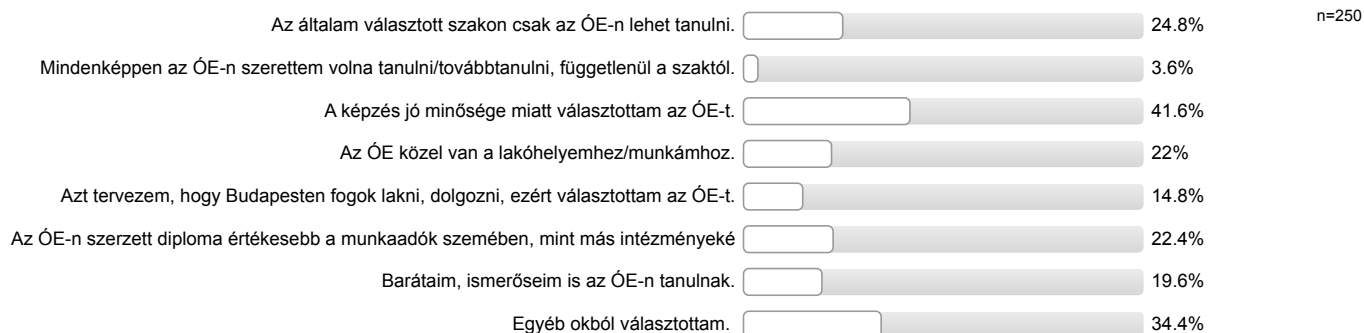 Az általam választott szakon csak az ÓE-n lehet tanulni. 24.8% n=250
Mindenképpen az ÓE-n szerettem volna tanulni/továbbtanulni, függetlenül a szaktól. 3.6%
A képzés jó minősége miatt választottam az ÓE-t. 41.6%
Az ÓE közel van a lakóhelyemhez/munkámhoz. 22%
Azt tervezem, hogy Budapesten fogok lakni, dolgozni, ezért választottam az ÓE-t. 14.8%
Az ÓE-n szerzett diploma értékesebb a munkaadók szemében, mint más intézményeké 22.4%
Barátaim, ismerőseim is az ÓE-n tanulnak. 19.6%
Egyéb okból választottam. 34.4%